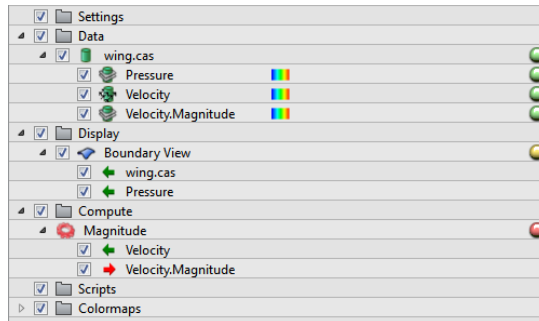 Settings
Data
wing.cas
Pressure
Velocity
Velocity.Magnitude
Display
Boundary View
wing.cas
Pressure
Compute
Magnitude
Velocity
Velocity.Magnitude
Scripts
Colormaps